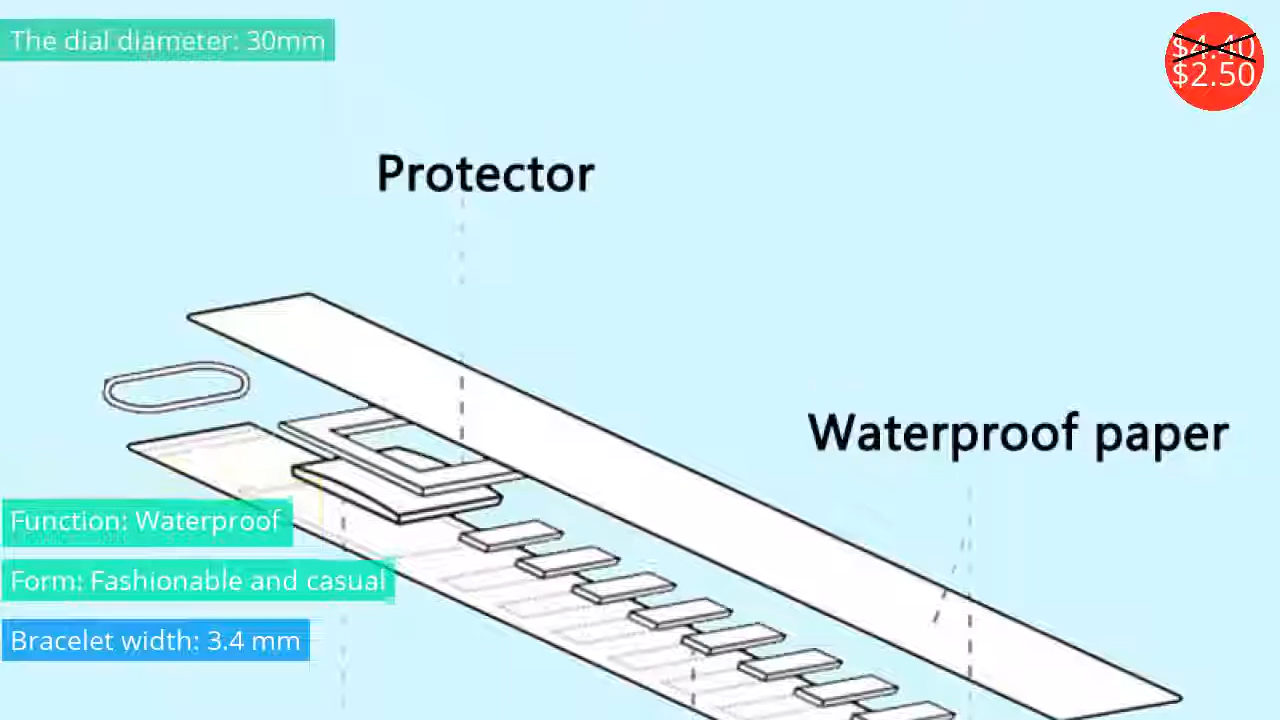 The dial diameter: 30mm
$4.40
$2.50
Protector
Waterproof paper
Function: Waterproof
Form: Fashionable and casual
Bracelet width: 3.4 mm